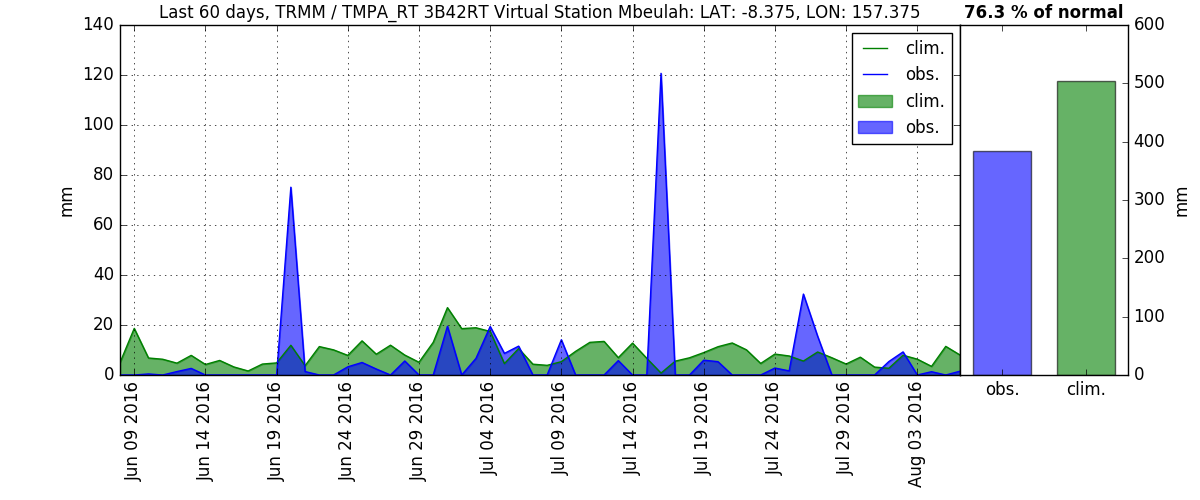 Last 60 days, TRMM / TMPA_RT 3B42RT Virtual Station Mbeulah: LAT: -8.375, LON: 157.375
76.3 % of normal
140
120
100
80
60
40
20
0
mm
clim.
obs.
clim.
obs.
Jun 09 2016
Jun 14 2016
Jun 19 2016
Jun 24 2016
Jun 29 2016
Jul 04 2016
Jul 09 2016
Jul 14 2016
Jul 19 2016
Jul 24 2016
Jul 29 2016
Aug 03 2016
600
500
400
300
200
100
0
mm
obs.
clim.